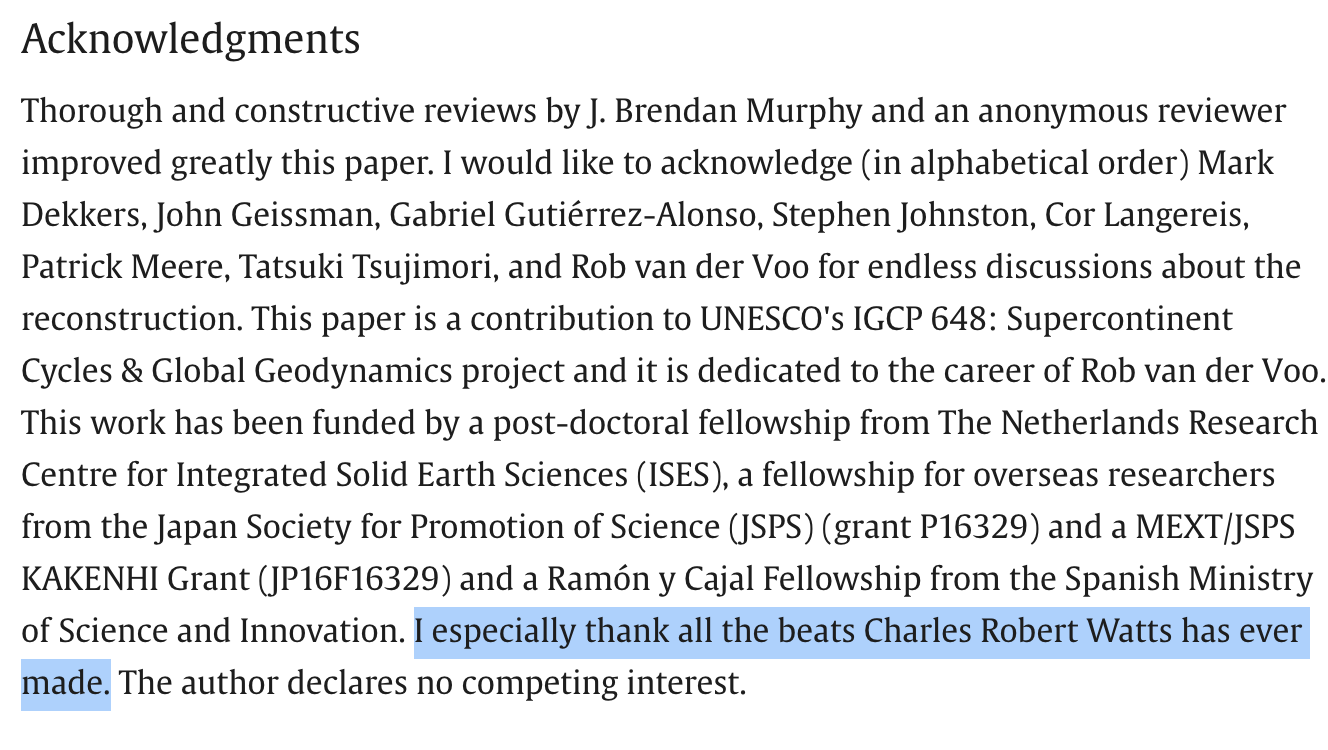 Acknowledgments
Thorough and constructive reviews by J. Brendan Murphy and an anonymous reviewer
improved greatly this paper. I would like to acknowledge (in alphabetical order) Mark
Dekkers, John Geissman, Gabriel Gutiérrez-Alonso, Stephen Johnston, Cor Langereis,
Patrick Meere, Tatsuki Tsujimori, and Rob van der Voo for endless discussions about the
reconstruction. This paper is a contribution to UNESCO's IGCP 648: Supercontinent
Cycles & Global Geodynamics project and it is dedicated to the career of Rob van der Voo.
This work has been funded by a post-doctoral fellowship from The Netherlands Research
Centre for Integrated Solid Earth Sciences (ISES), a fellowship for overseas researchers
from the Japan Society for Promotion of Science (JSPS) (grant P16329) and a MEXT/JSPS
KAKENHI Grant (JP16F16329) and a Ramón y Cajal Fellowship from the Spanish Ministry
of Science and Innovation. I especially thank all the beats Charles Robert Watts has ever
made. The author declares no competing interest.